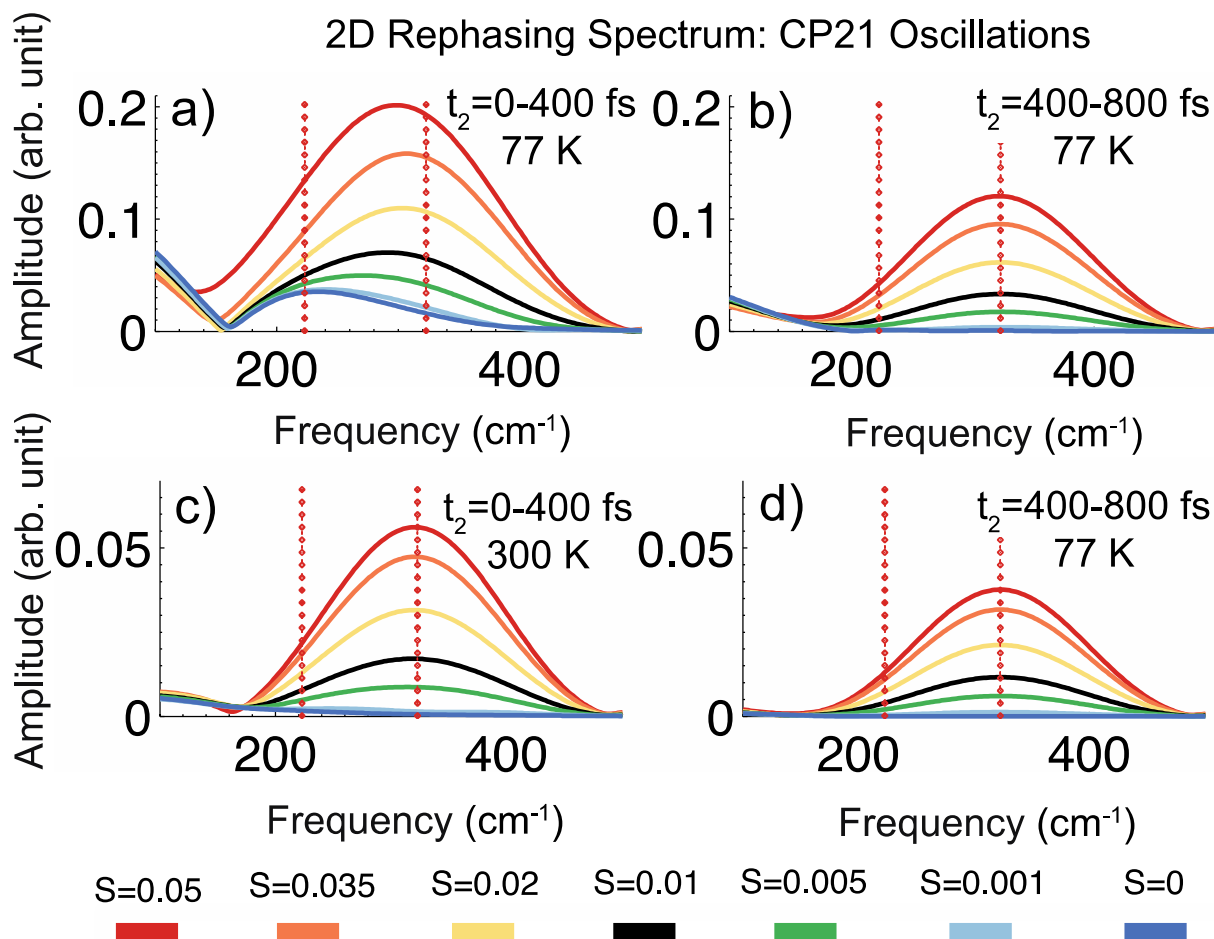 2D Rephasing Spectrum: CP21 Oscillations
Amplitude (arb. unit)
a)
t2=0-400 fs
77 K
0.2
0.1
0
200
400
Frequency (cm-1)
b)
t2=400-800 fs
77 K
0.2
0.1
0
200
400
Frequency (cm-1)
Amplitude (arb. unit)
c)
t2=0-400 fs
300 K
0.05
0
200
400
Frequency (cm-1)
d)
t2=400-800 fs
77 K
0.05
0
200
400
Frequency (cm-1)
S=0.05
S=0.035
S=0.02
S=0.01
S=0.005
S=0.001
S=0